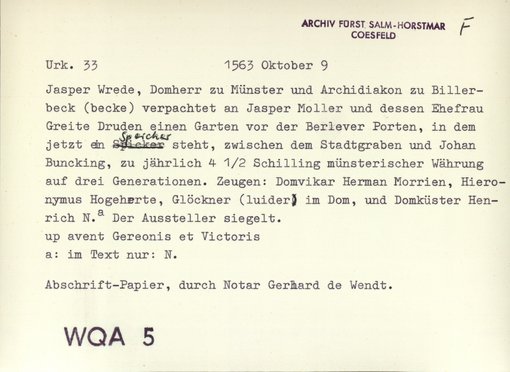 ARCHIV FÜRST SALM-HORSTMAR
COESFELD
F
Urk. 33 1563 Oktober 9
Jasper Wrede, Domherr zu Münster und Archidiakon zu Biller-
beck (becke) verpachtet an Jasper Moller und dessen Ehefrau
Greite Druden einen Garten vor der Berlever Porten, in dem
jetzt en Speicher steht, zwischen dem Stadtgraben und Johan
Buncking, zu jährlich 4 1/2 Schilling münsterischer Währung
auf drei Generationen. Zeugen: Domvikar Herman Morrien, Hiero-
nymus Hogeherte, Glöckner (luider) im Dom, und Domküster Hen-
rich N.a Der Aussteller siegelt.
up avent Gereonis et Victoris
a: im Text nur: N.
Abschrift-Papier, durch Notar Gerhard de Wendt.
WQA 5